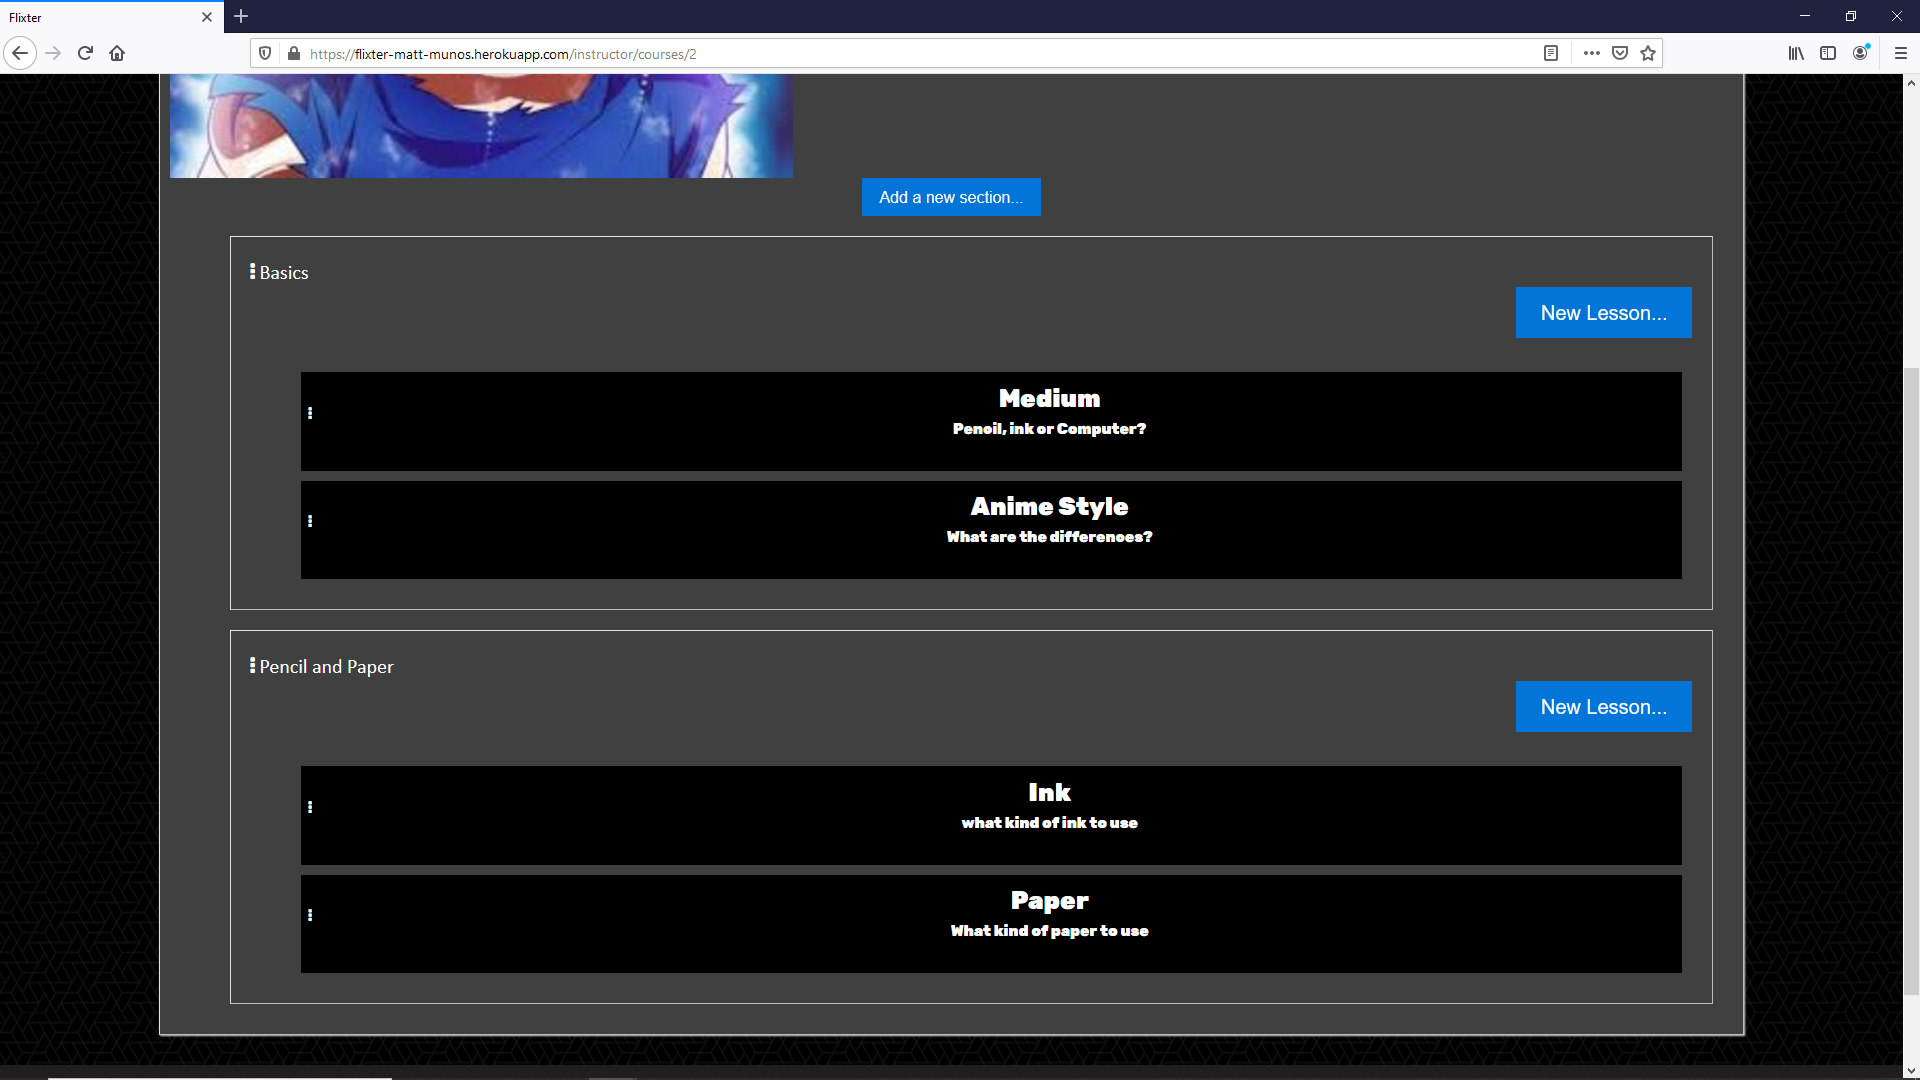 Flixter
https://flixter-matt-munos.herokuapp.com/instructor/courses/2
Add a new section...
Basics
New Lesson...
Medium
Pencil, ink or Computer?
Anime Style
What are the differences?
Pencil and Paper
New Lesson...
Ink
what kind of ink to use
Paper
What kind of paper to use